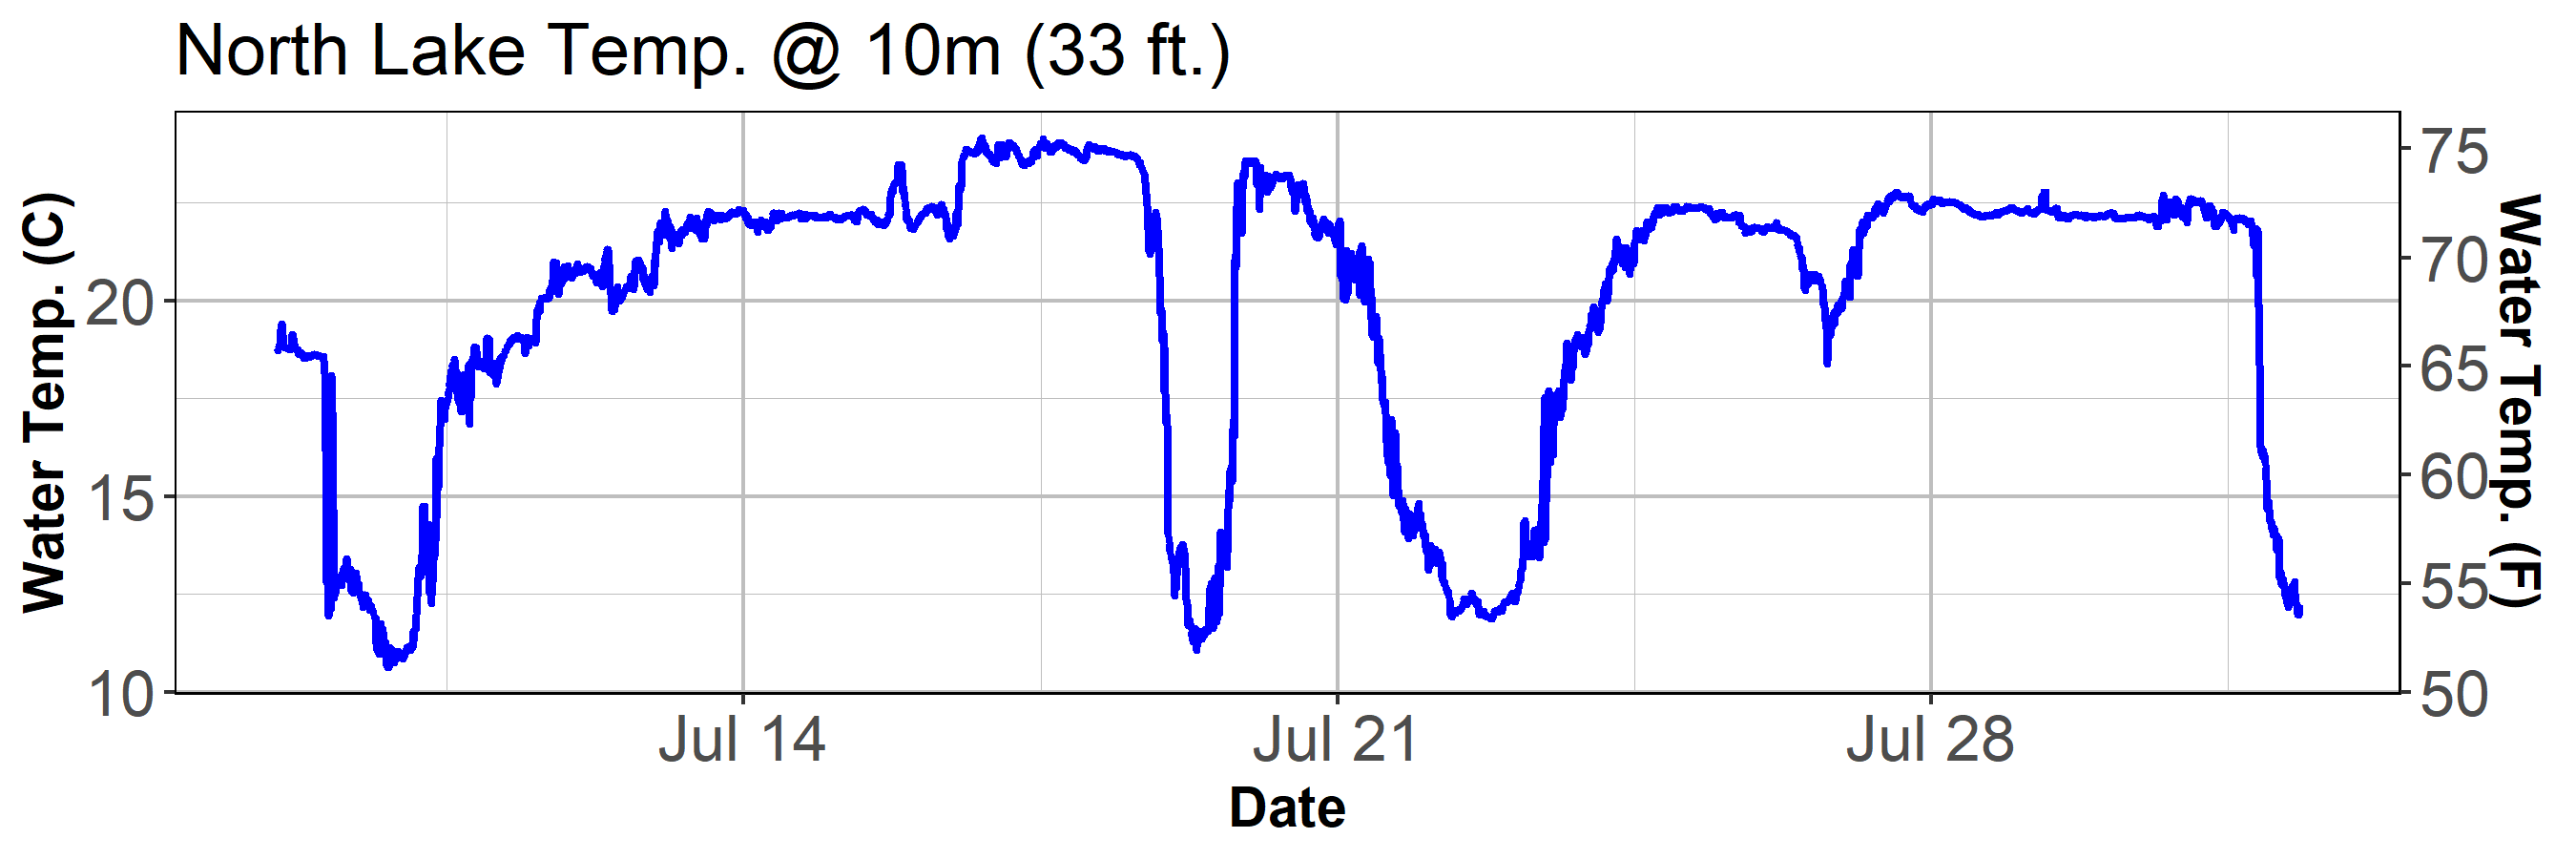 North Lake Temp. @ 10m (33 ft.)
Water Temp. (C)
20
15
10
75
70
65
60
55
50
Water Temp. (F)
Jul 14
Jul 21
Jul 28
Date